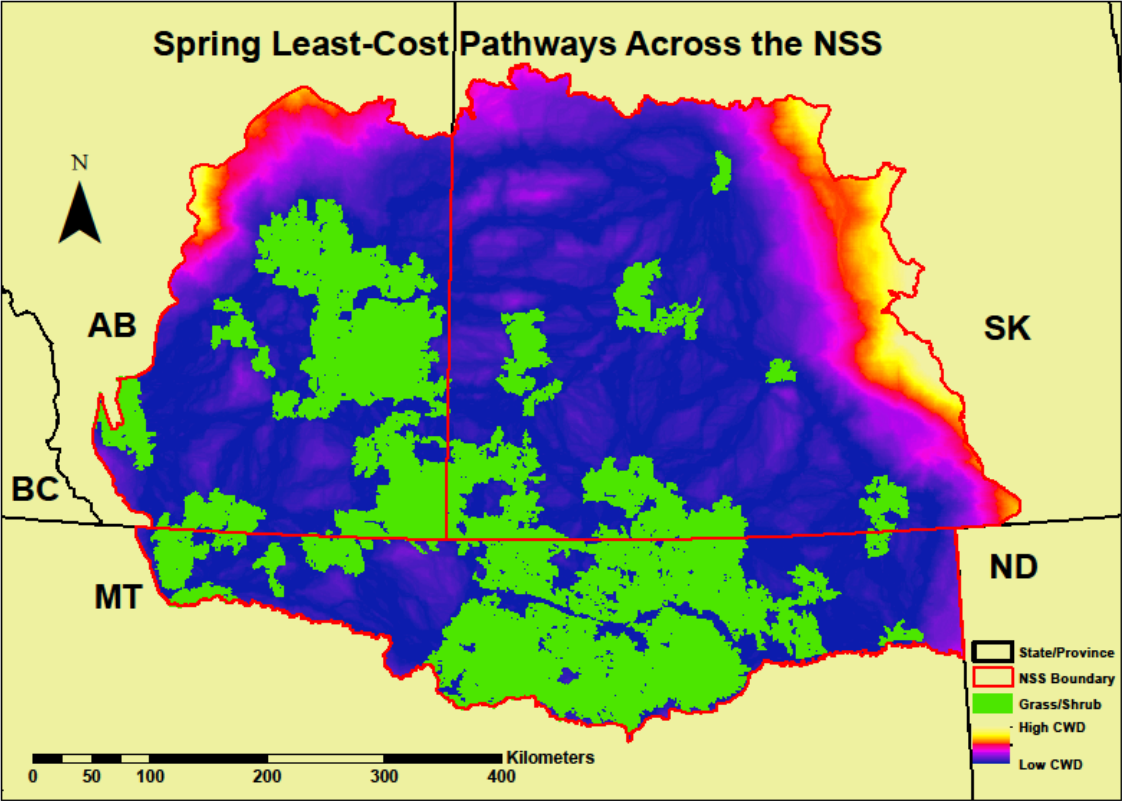 Spring Least-Cost Pathways Across the NSS
N
AB
SK
BC
MT
ND
State/Province
NSS Boundary
Grass/Shrub
High CWD
Low CWD
Kilometers
0 50 100 200 300 400